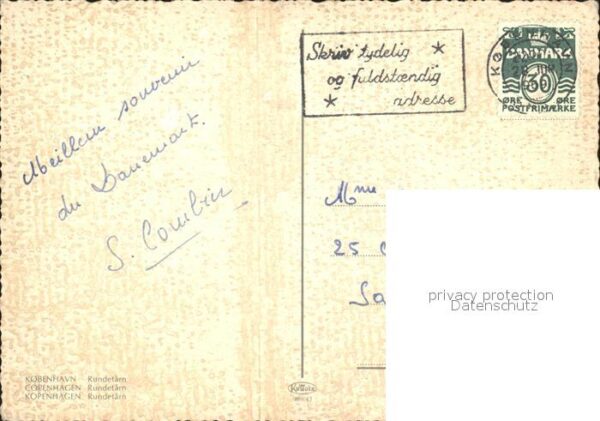 Skriv tydelig
og fuldstændig
adresse
DANMARK
30
ØRE ØRE
POSTFRIMÆRKE
Meilleur souvenir
du Danemark.
S. Combier
Mme
25
privacy protection
Datenschutz
KØBENHAVN Rundetårn
COPENHAGEN Rundetårn
KOPENHAGEN Rundetårn